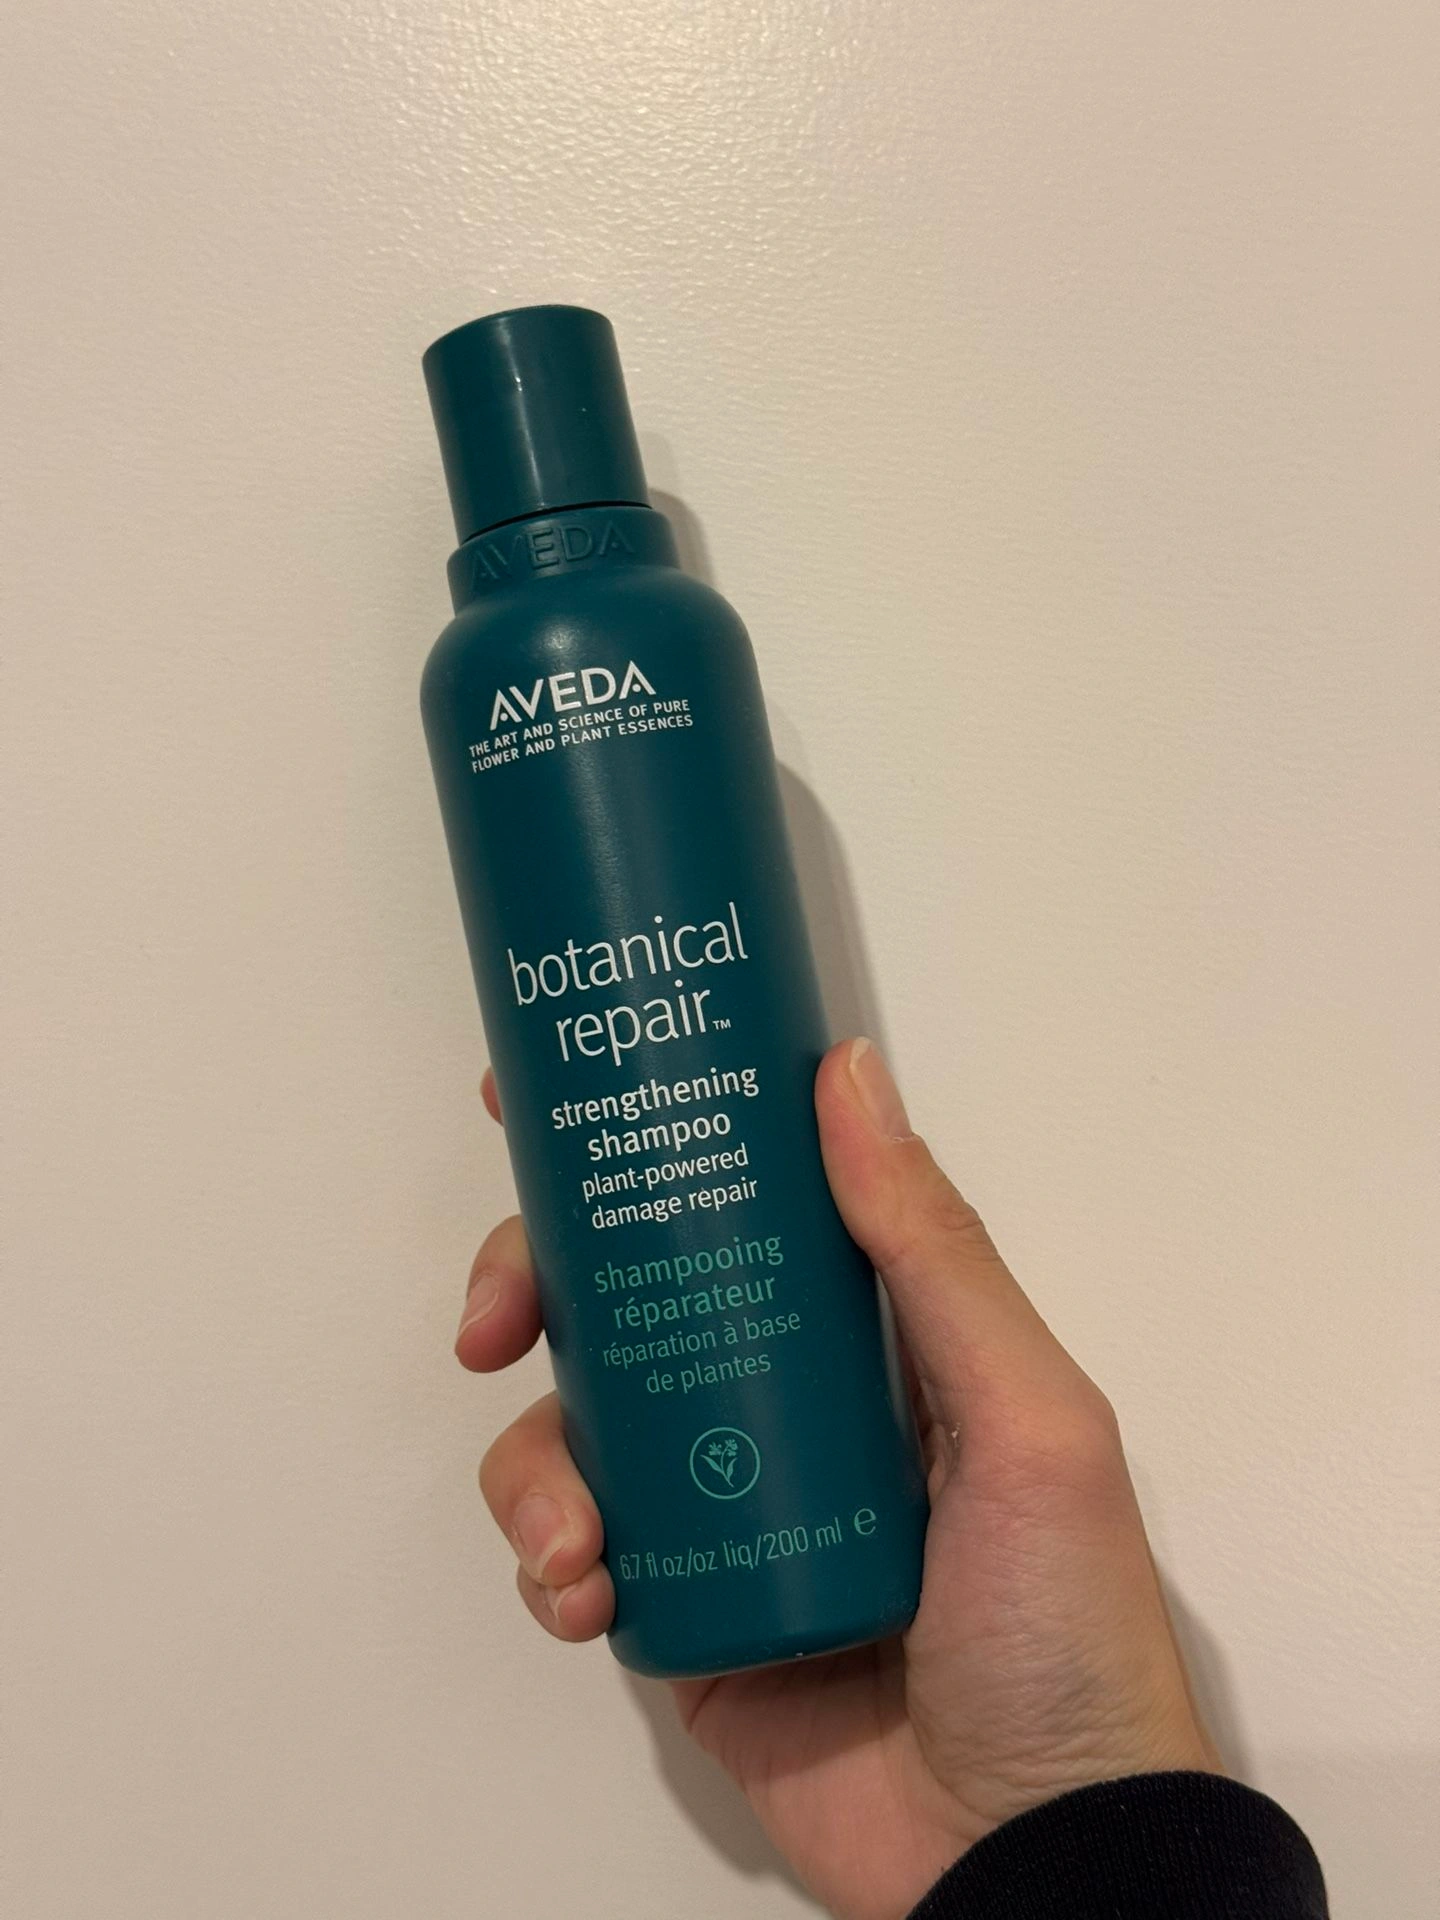 AVEDA
AVEDA
THE ART AND SCIENCE OF PURE
FLOWER AND PLANT ESSENCES
botanical
repair™
strengthening
shampoo
plant-powered
damage repair
shampooing
réparateur
réparation à base
de plantes
6.7 fl oz/oz liq/200 ml ℮